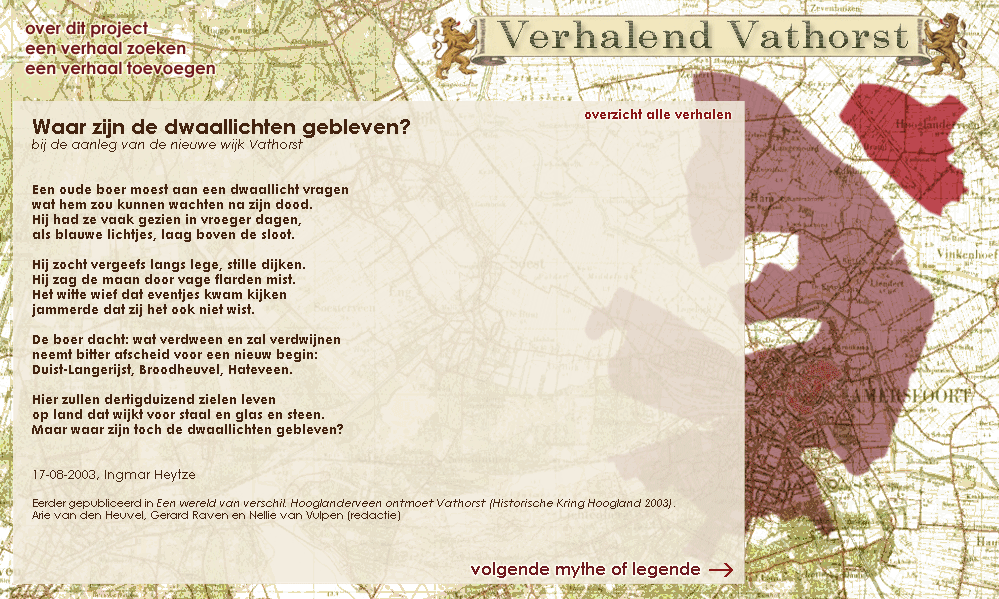 over dit project
een verhaal zoeken
een verhaal toevoegen
Verhalend Vathorst
overzicht alle verhalen
Waar zijn de dwaallichten gebleven?
bij de aanleg van de nieuwe wijk Vathorst
Een oude boer moest aan een dwaallicht vragen
wat hem zou kunnen wachten na zijn dood.
Hij had ze vaak gezien in vroeger dagen,
als blauwe lichtjes, laag boven de sloot.
Hij zocht vergeefs langs lege, stille dijken.
Hij zag de maan door vage flarden mist.
Het witte wief dat eventjes kwam kijken
jammerde dat zij het ook niet wist.
De boer dacht: wat verdween en zal verdwijnen
neemt bitter afscheid voor een nieuw begin:
Duist-Langerijst, Broodheuvel, Hateveen.
Hier zullen dertigduizend zielen leven
op land dat wijkt voor staal en glas en steen.
Maar waar zijn toch de dwaallichten gebleven?
17-08-2003, Ingmar Heytze
Eerder gepubliceerd in Een wereld van verschil. Hooglanderveen ontmoet Vathorst (Historische Kring Hoogland 2003).
Arie van den Heuvel, Gerard Raven en Nellie van Vulpen (redactie)
volgende mythe of legende →
Zevenhuizen
Hooglanderveen
Vinkenhoef
Liendert
AMERSFOORT